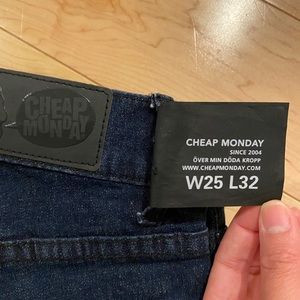 CHEAP
MONDAY
CHEAP MONDAY
SINCE 2004
ÖVER MIN DÖDA KROPP
WWW.CHEAPMONDAY.COM
W25 L32